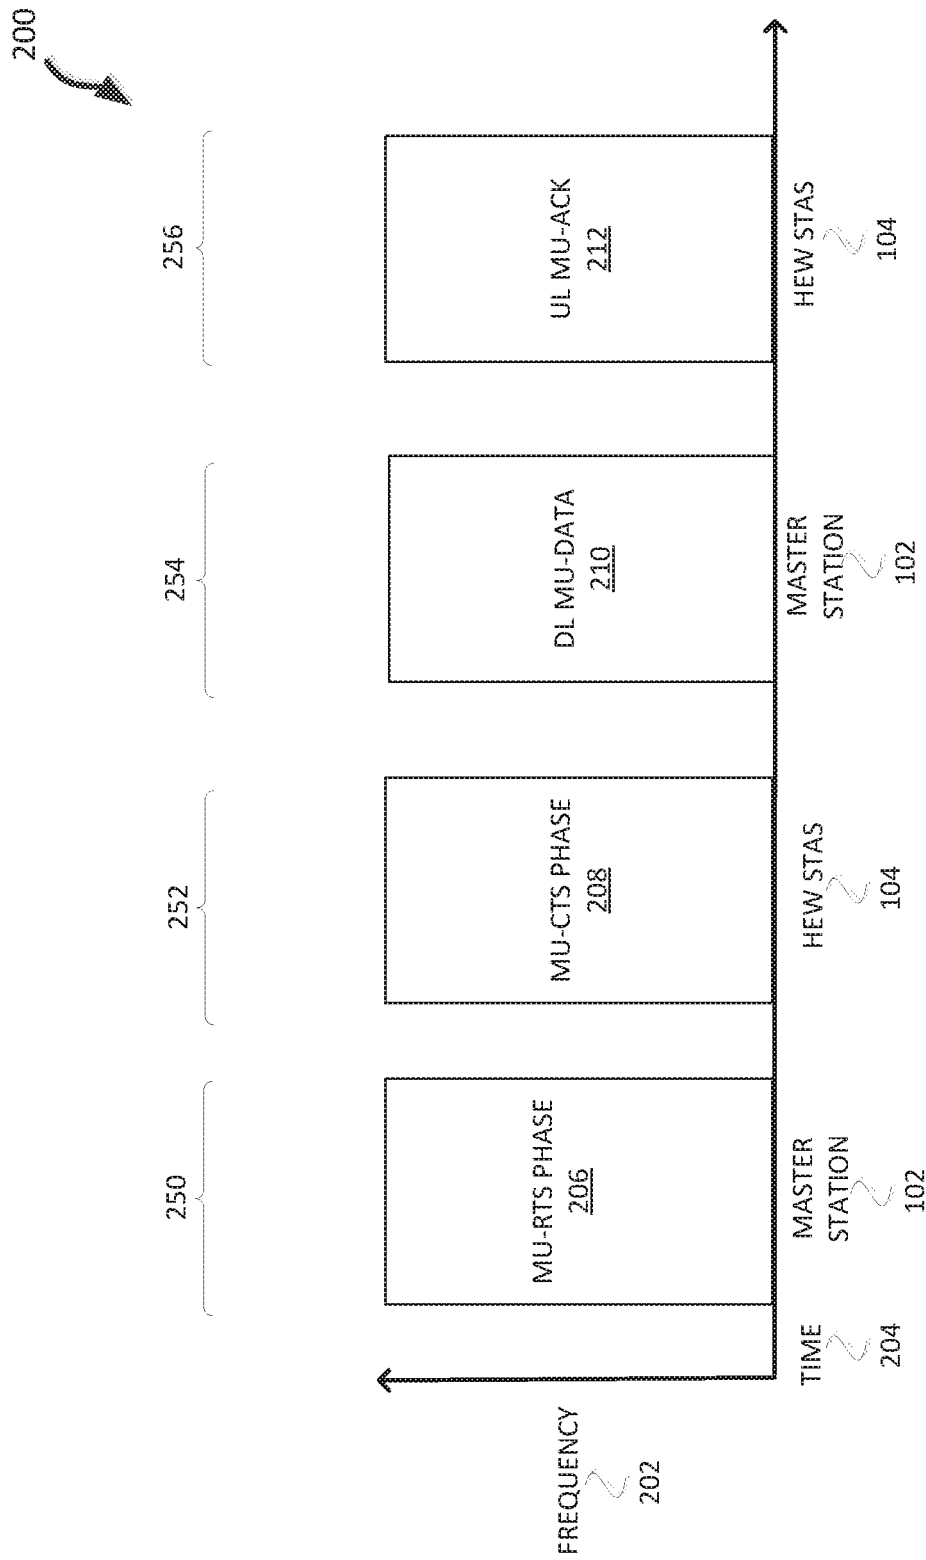 200
250
252
254
256
MU-RTS PHASE
206
MU-CTS PHASE
208
DL MU-DATA
210
UL MU-ACK
212
FREQUENCY
202
TIME
204
MASTER
STATION
102
HEW STAS
104
MASTER
STATION
102
HEW STAS
104